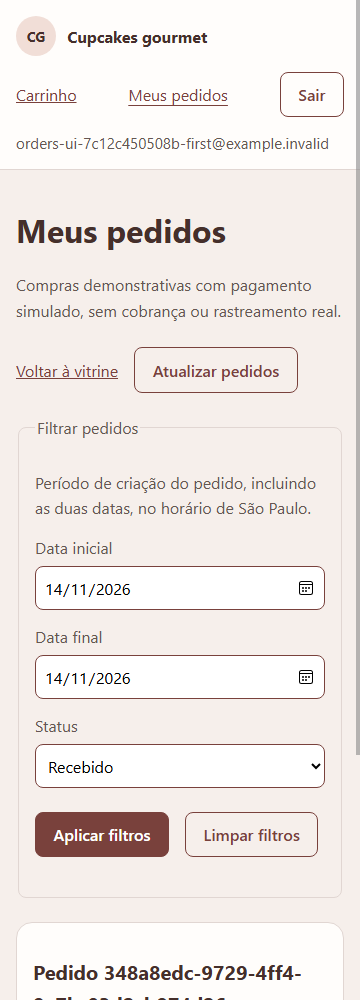 CG
Cupcakes gourmet
Carrinho
Meus pedidos
Sair
orders-ui-7c12c450508b-first@example.invalid
Meus pedidos
Compras demonstrativas com pagamento
simulado, sem cobrança ou rastreamento real.
Voltar à vitrine
Atualizar pedidos
Filtrar pedidos
Período de criação do pedido, incluindo
as duas datas, no horário de São Paulo.
Data inicial
14/11/2026
Data final
14/11/2026
Status
Recebido
Aplicar filtros
Limpar filtros
Pedido 348a8edc-9729-4ff4-